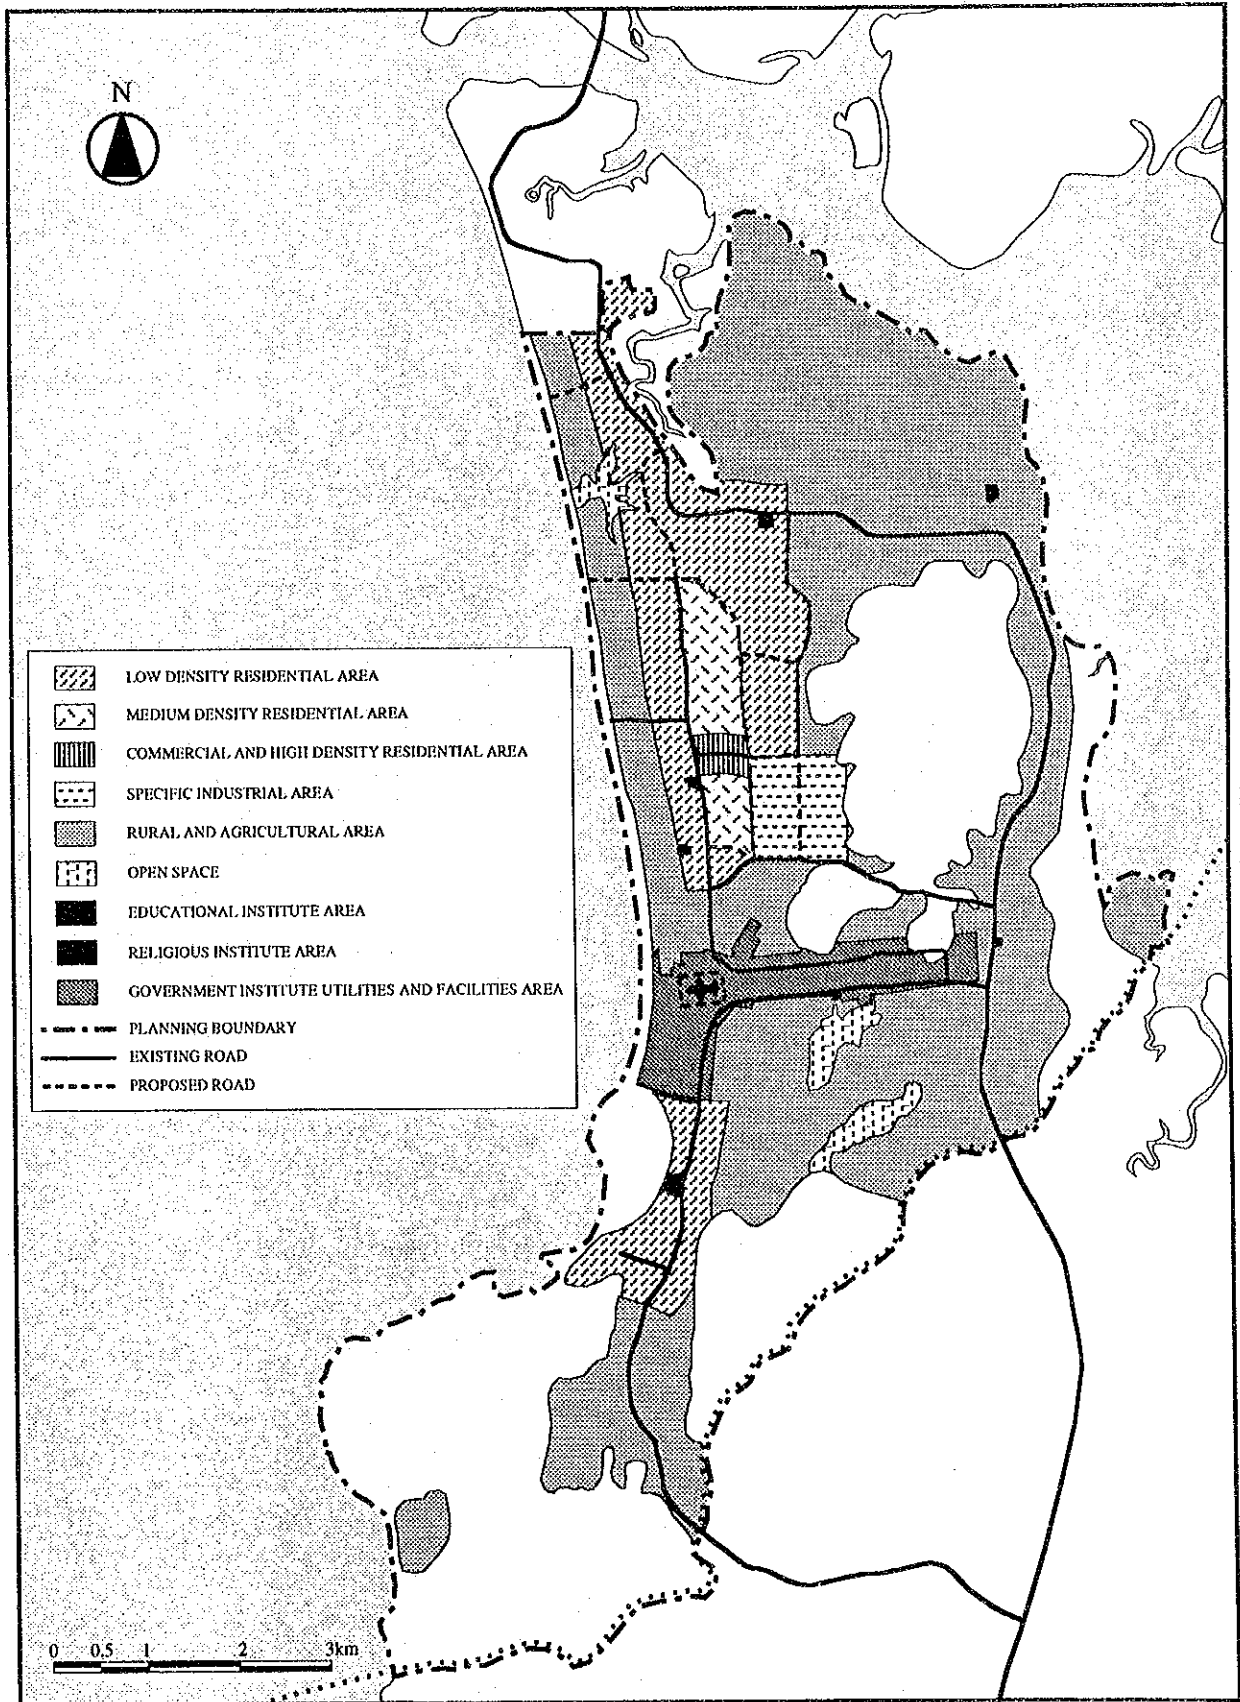 N
LOW DENSITY RESIDENTIAL AREA
MEDIUM DENSITY RESIDENTIAL AREA
COMMERCIAL AND HIGH DENSITY RESIDENTIAL AREA
SPECIFIC INDUSTRIAL AREA
RURAL AND AGRICULTURAL AREA
OPEN SPACE
EDUCATIONAL INSTITUTE AREA
RELIGIOUS INSTITUTE AREA
GOVERNMENT INSTITUTE UTILITIES AND FACILITIES AREA
PLANNING BOUNDARY
EXISTING ROAD
PROPOSED ROAD
0 0.5 1 2 3km